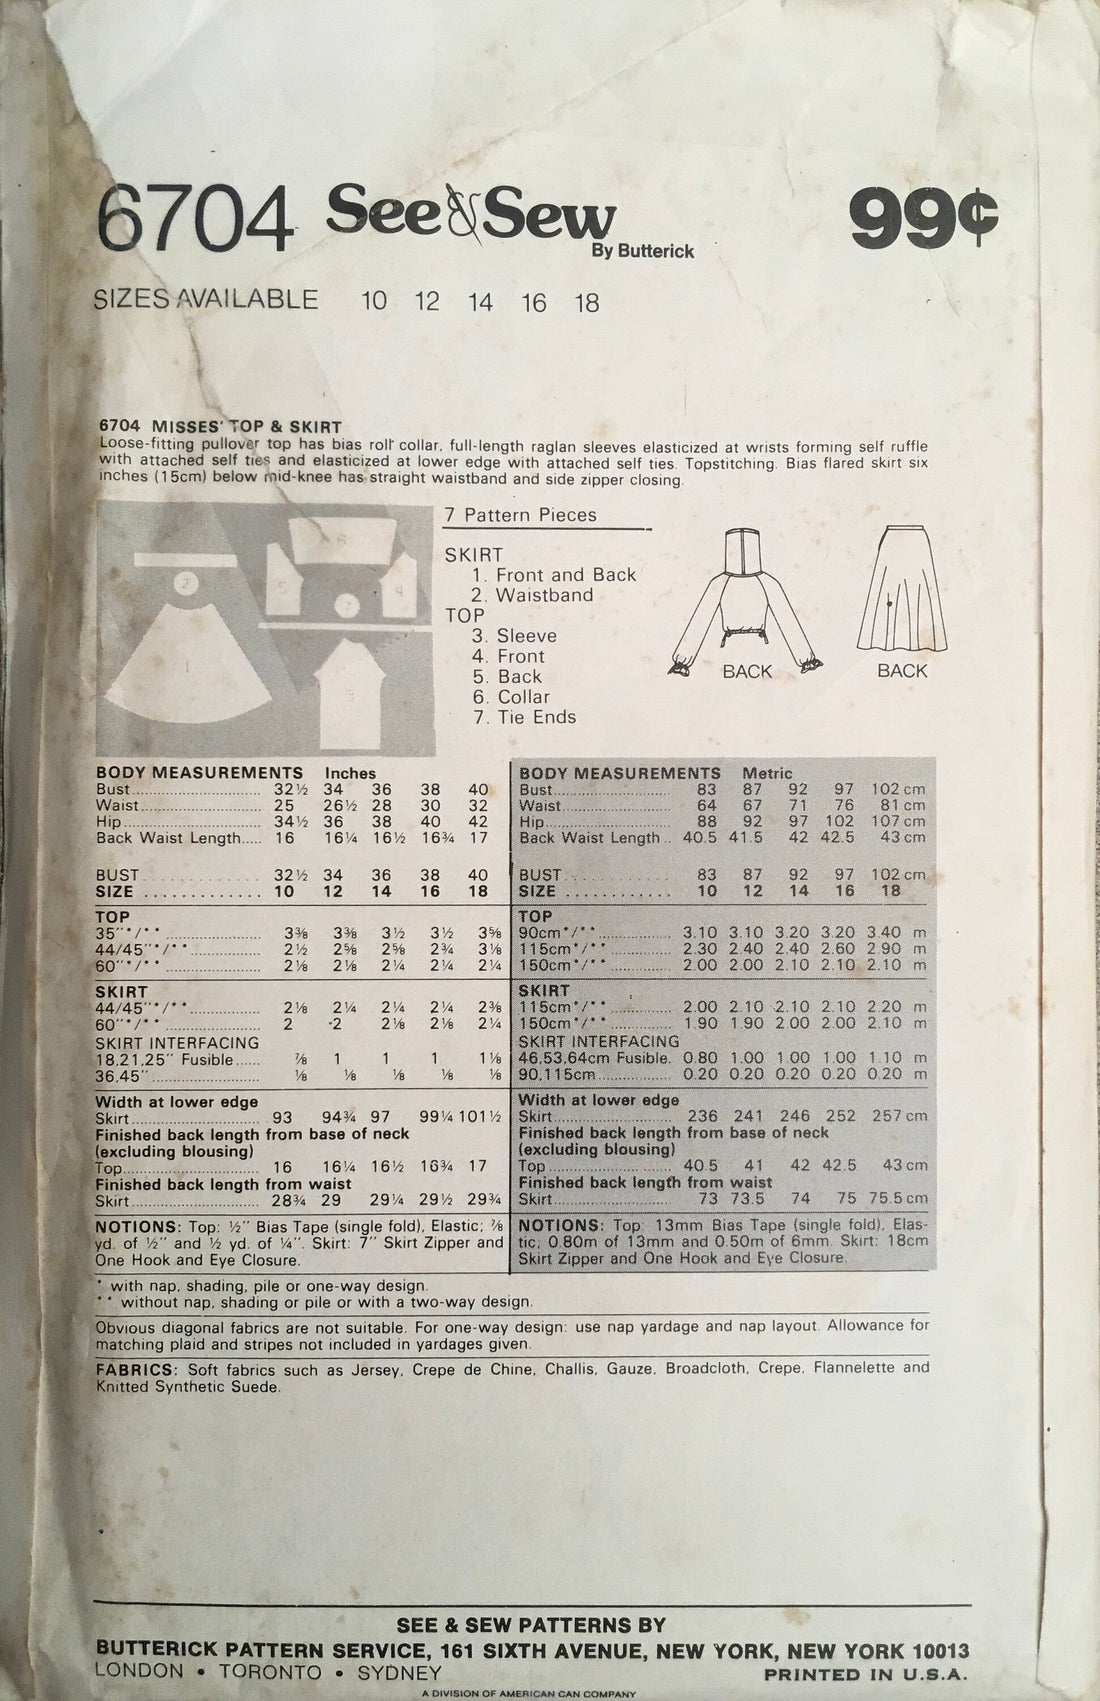 6704 See & Sew 99¢
By Butterick
SIZES AVAILABLE 10 12 14 16 18
6704 MISSES' TOP & SKIRT
Loose-fitting pullover top has bias roll collar, full-length raglan sleeves elasticized at wrists forming self ruffle
with attached self ties and elasticized at lower edge with attached self ties. Topstitching. Bias flared skirt six
inches (15cm) below mid-knee has straight waistband and side zipper closing.
7 Pattern Pieces
SKIRT
1. Front and Back
2. Waistband
TOP
3. Sleeve
4. Front
5. Back
6. Collar
7. Tie Ends
2
6
5
4
7
1
3
BACK
BACK
BODY MEASUREMENTS Inches
Bust.......... 32½ 34 36 38 40
Waist.......... 25 26½ 28 30 32
Hip.......... 34½ 36 38 40 42
Back Waist Length..... 16 16¼ 16½ 16¾ 17
BUST.......... 32½ 34 36 38 40
SIZE .......... 10 12 14 16 18
TOP
35"*/** .......... 3⅜ 3⅜ 3½ 3½ 3⅝
44/45"*/** .......... 2½ 2⅝ 2⅝ 2¾ 3⅛
60"*/** .......... 2⅛ 2⅛ 2¼ 2¼ 2¼
SKIRT
44/45"*/** .......... 2⅛ 2¼ 2¼ 2¼ 2⅜
60"*/** .......... 2 2 2⅛ 2⅛ 2¼
SKIRT INTERFACING
18,21,25" Fusible...... ⅞ 1 1 1 1⅛
36,45" .......... ⅛ ⅛ ⅛ ⅛ ⅛
Width at lower edge
Skirt.......... 93 94¾ 97 99¼ 101½
Finished back length from base of neck
(excluding blousing)
Top.......... 16 16¼ 16½ 16¾ 17
Finished back length from waist
Skirt.......... 28¾ 29 29¼ 29½ 29¾
NOTIONS: Top: ½" Bias Tape (single fold), Elastic; ⅞
yd. of ½" and ½ yd. of ¼". Skirt: 7" Skirt Zipper and
One Hook and Eye Closure.
BODY MEASUREMENTS Metric
Bust.......... 83 87 92 97 102 cm
Waist.......... 64 67 71 76 81 cm
Hip.......... 88 92 97 102 107 cm
Back Waist Length .. 40.5 41.5 42 42.5 43 cm
BUST.......... 83 87 92 97 102 cm
SIZE .......... 10 12 14 16 18
TOP
90cm*/** .......... 3.10 3.10 3.20 3.20 3.40 m
115cm*/** .......... 2.30 2.40 2.40 2.60 2.90 m
150cm*/** .......... 2.00 2.00 2.10 2.10 2.10 m
SKIRT
115cm*/** .......... 2.00 2.10 2.10 2.10 2.20 m
150cm*/** .......... 1.90 1.90 2.00 2.00 2.10 m
SKIRT INTERFACING
46,53,64cm Fusible. 0.80 1.00 1.00 1.00 1.10 m
90,115cm.......... 0.20 0.20 0.20 0.20 0.20 m
Width at lower edge
Skirt.......... 236 241 246 252 257 cm
Finished back length from base of neck
(excluding blousing)
Top .......... 40.5 41 42 42.5 43 cm
Finished back length from waist
Skirt.......... 73 73.5 74 75 75.5 cm
NOTIONS: Top: 13mm Bias Tape (single fold), Elas-
tic; 0.80m of 13mm and 0.50m of 6mm. Skirt: 18cm
Skirt Zipper and One Hook and Eye Closure.
* with nap, shading, pile or one-way design.
** without nap, shading or pile or with a two-way design.
Obvious diagonal fabrics are not suitable. For one-way design: use nap yardage and nap layout. Allowance for
matching plaid and stripes not included in yardages given.
FABRICS: Soft fabrics such as Jersey, Crepe de Chine, Challis, Gauze, Broadcloth, Crepe, Flannelette and
Knitted Synthetic Suede.
SEE & SEW PATTERNS BY
BUTTERICK PATTERN SERVICE, 161 SIXTH AVENUE, NEW YORK, NEW YORK 10013
LONDON • TORONTO • SYDNEY PRINTED IN U.S.A.
A DIVISION OF AMERICAN CAN COMPANY